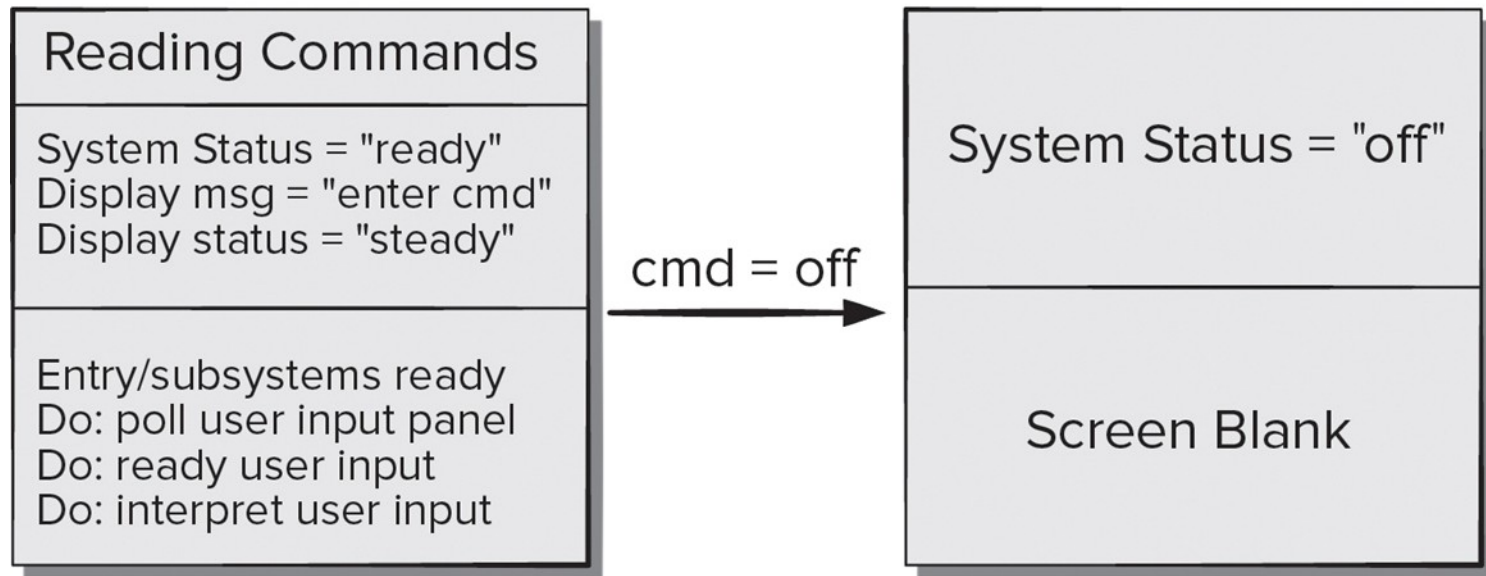 Reading Commands
System Status = "ready"
Display msg = "enter cmd"
Display status = "steady"
Entry/subsystems ready
Do: poll user input panel
Do: ready user input
Do: interpret user input
cmd = off
System Status = "off"
Screen Blank